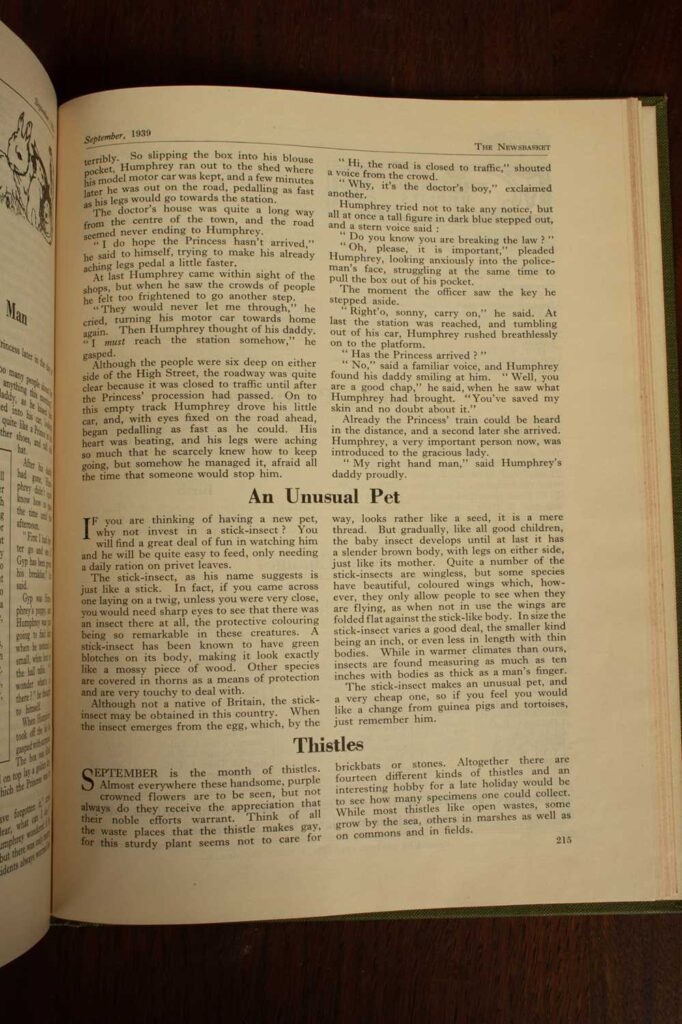 September, 1939
THE NEWSBASKET
terribly. So slipping the box into his blouse
pocket, Humphrey ran out to the shed where
his model motor car was kept, and a few minutes
later he was out on the road, pedalling as fast
as his legs would go towards the station.
The doctor's house was quite a long way
from the centre of the town, and the road
seemed never ending to Humphrey.
"I do hope the Princess hasn't arrived,"
he said to himself, trying to make his already
aching legs pedal a little faster.
At last Humphrey came within sight of the
shops, but when he saw the crowds of people
he felt too frightened to go another step.
"They would never let me through," he
cried, turning his motor car towards home
again. Then Humphrey thought of his daddy.
"I must reach the station somehow," he
gasped.
Although the people were six deep on either
side of the High Street, the roadway was quite
clear because it was closed to traffic until after
the Princess' procession had passed. On to
this empty track Humphrey drove his little
car, and, with eyes fixed on the road ahead,
began pedalling as fast as he could. His
heart was beating, and his legs were aching
so much that he scarcely knew how to keep
going, but somehow he managed it, afraid all
the time that someone would stop him.
"Hi, the road is closed to traffic," shouted
a voice from the crowd.
"Why, it's the doctor's boy," exclaimed
another.
Humphrey tried not to take any notice, but
all at once a tall figure in dark blue stepped out,
and a stern voice said :
"Do you know you are breaking the law ?"
"Oh, please, it is important," pleaded
Humphrey, looking anxiously into the police-
man's face, struggling at the same time to
pull the box out of his pocket.
The moment the officer saw the key he
stepped aside.
"Right'o, sonny, carry on," he said. At
last the station was reached, and tumbling
out of his car, Humphrey rushed breathlessly
on to the platform.
"Has the Princess arrived ?"
"No," said a familiar voice, and Humphrey
found his daddy smiling at him. "Well, you
are a good chap," he said, when he saw what
Humphrey had brought. "You've saved my
skin and no doubt about it."
Already the Princess' train could be heard
in the distance, and a second later she arrived.
Humphrey, a very important person now, was
introduced to the gracious lady.
"My right hand man," said Humphrey's
daddy proudly.
An Unusual Pet
IF you are thinking of having a new pet,
why not invest in a stick-insect ? You
will find a great deal of fun in watching him
and he will be quite easy to feed, only needing
a daily ration on privet leaves.
The stick-insect, as his name suggests is
just like a stick. In fact, if you came across
one laying on a twig, unless you were very close,
you would need sharp eyes to see that there was
an insect there at all, the protective colouring
being so remarkable in these creatures. A
stick-insect has been known to have green
blotches on its body, making it look exactly
like a mossy piece of wood. Other species
are covered in thorns as a means of protection
and are very touchy to deal with.
Although not a native of Britain, the stick-
insect may be obtained in this country. When
the insect emerges from the egg, which, by the
way, looks rather like a seed, it is a mere
thread. But gradually, like all good children,
the baby insect develops until at last it has
a slender brown body, with legs on either side,
just like its mother. Quite a number of the
stick-insects are wingless, but some species
have beautiful, coloured wings which, how-
ever, they only allow people to see when they
are flying, as when not in use the wings are
folded flat against the stick-like body. In size the
stick-insect varies a good deal, the smaller kind
being an inch, or even less in length with thin
bodies. While in warmer climates than ours,
insects are found measuring as much as ten
inches with bodies as thick as a man's finger.
The stick-insect makes an unusual pet, and
a very cheap one, so if you feel you would
like a change from guinea pigs and tortoises,
just remember him.
Thistles
SEPTEMBER is the month of thistles.
Almost everywhere these handsome, purple
crowned flowers are to be seen, but not
always do they receive the appreciation that
their noble efforts warrant. Think of all
the waste places that the thistle makes gay,
for this sturdy plant seems not to care for
brickbats or stones. Altogether there are
fourteen different kinds of thistles and an
interesting hobby for a late holiday would be
to see how many specimens one could collect.
While most thistles like open wastes, some
grow by the sea, others in marshes as well as
on commons and in fields.
215
Man